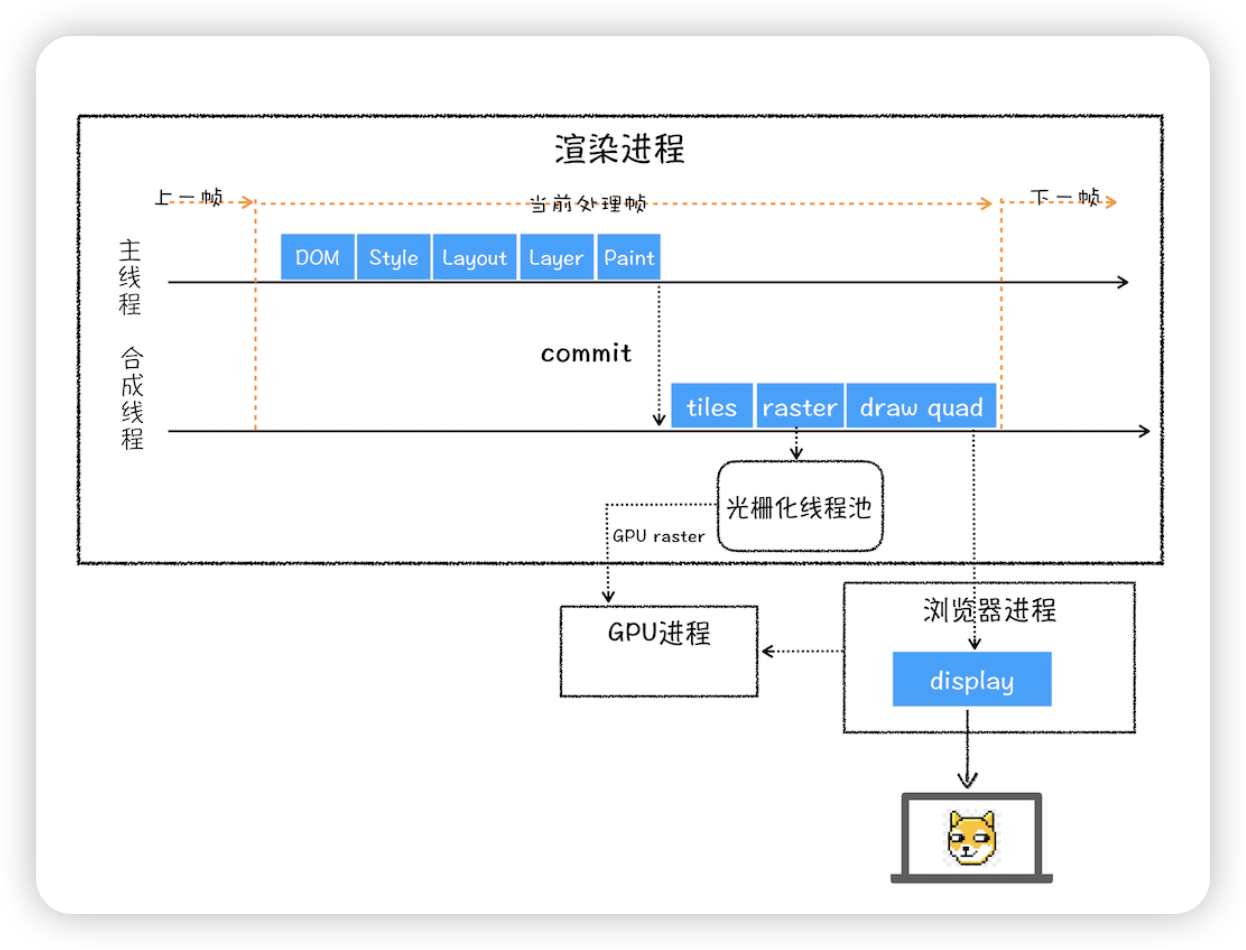 渲染进程
上一帧
当前处理帧
下一帧
主线程
DOM
Style
Layout
Layer
Paint
commit
合成线程
tiles
raster
draw quad
光栅化线程池
GPU raster
GPU进程
浏览器进程
display